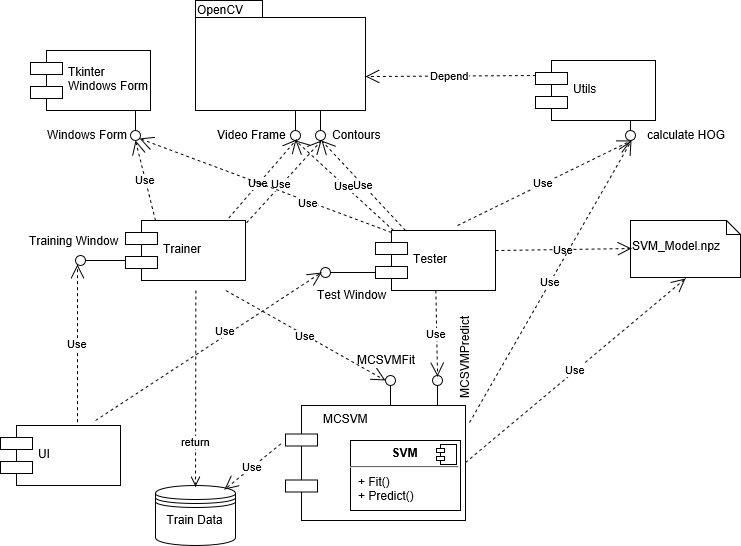 OpenCV
Tkinter
Windows Form
Depend
Utils
Windows Form
Video Frame
Contours
calculate HOG
Use
Use
Use
Use
Use
Use
Use
Training Window
Trainer
Tester
Use
SVM_Model.npz
Test Window
Use
Use
Use
Use
Use
MCSVMPredict
MCSVMFit
Use
MCSVM
UI
return
Use
SVM
+ Fit()
+ Predict()
Train Data